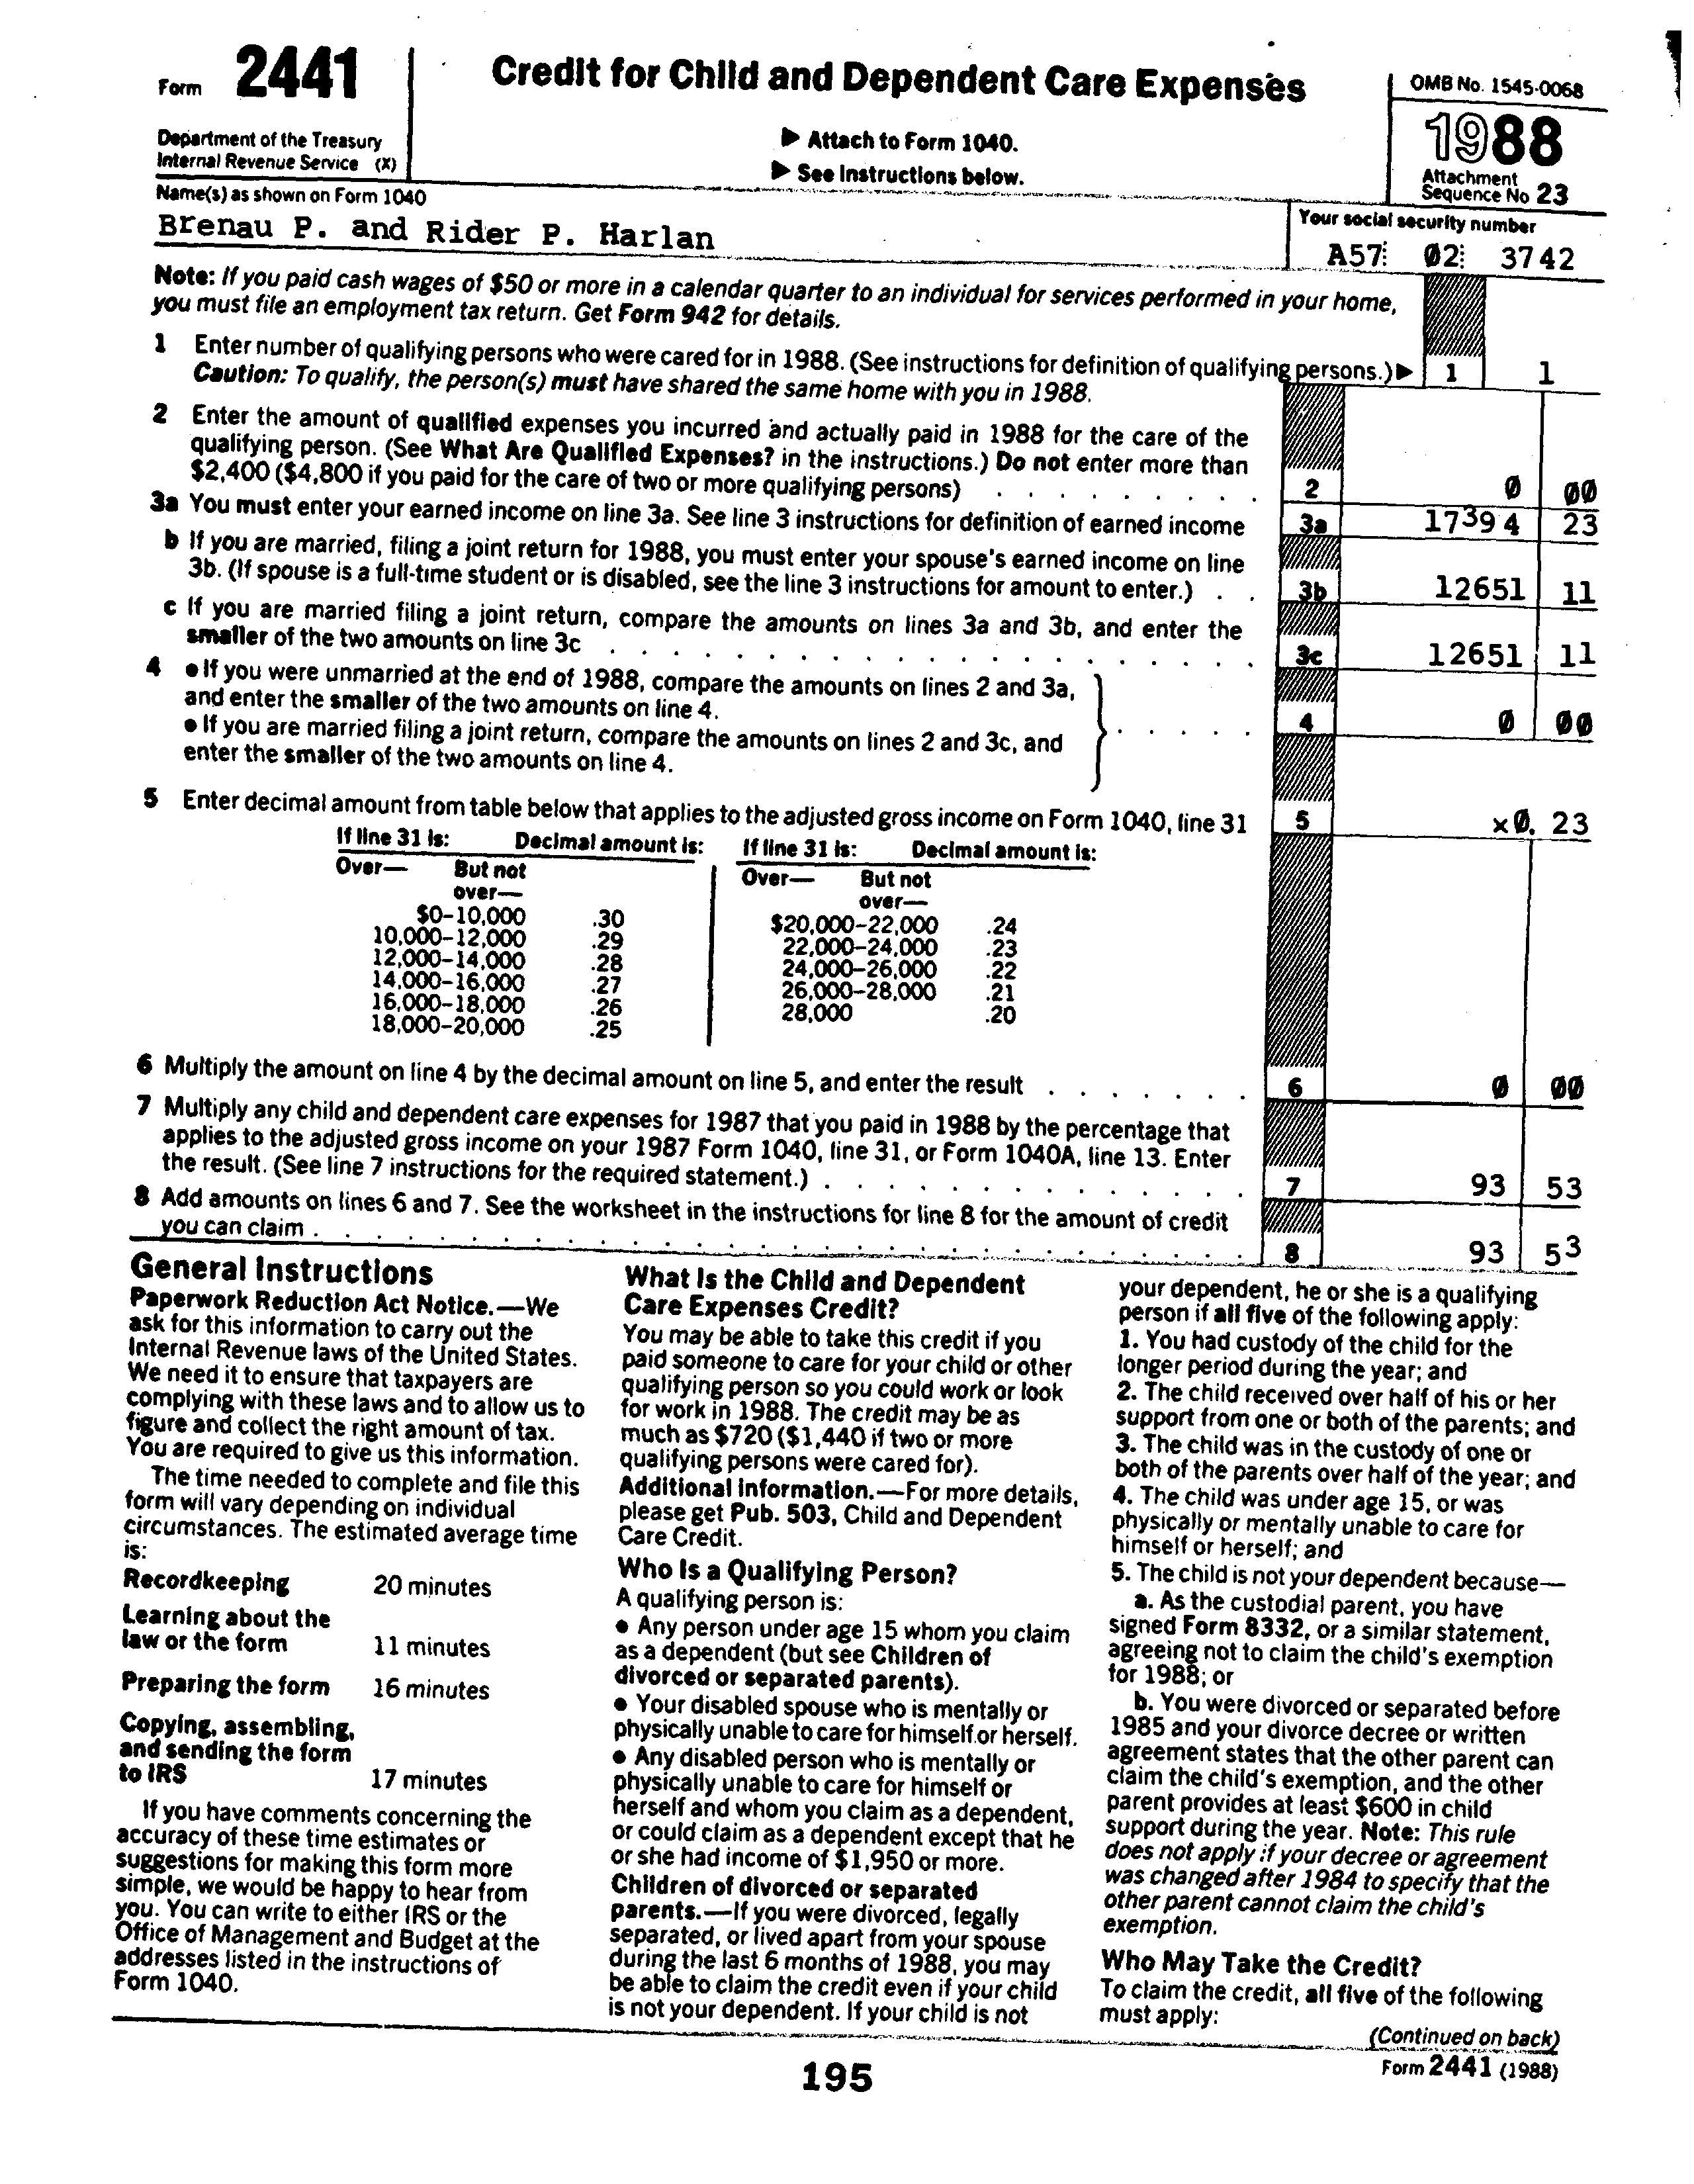 Form 2441
Department of the Treasury
Internal Revenue Service (X)
Credit for Child and Dependent Care Expenses
▶ Attach to Form 1040.
▶ See Instructions below.
OMB No. 1545-0068
1988
Attachment
Sequence No 23
Name(s) as shown on Form 1040
Brenau P. and Rider P. Harlan
Your social security number
A57 02 3742
Note: If you paid cash wages of $50 or more in a calendar quarter to an individual for services performed in your home,
you must file an employment tax return. Get Form 942 for details.
1 Enter number of qualifying persons who were cared for in 1988. (See instructions for definition of qualifying persons.) ▶ 1 1
Caution: To qualify, the person(s) must have shared the same home with you in 1988.
2 Enter the amount of qualified expenses you incurred and actually paid in 1988 for the care of the
qualifying person. (See What Are Qualified Expenses? in the instructions.) Do not enter more than
$2,400 ($4,800 if you paid for the care of two or more qualifying persons) . . . . . . . . . 2 0 00
3a You must enter your earned income on line 3a. See line 3 instructions for definition of earned income 3a 17394 23
b If you are married, filing a joint return for 1988, you must enter your spouse's earned income on line
3b. (If spouse is a full-time student or is disabled, see the line 3 instructions for amount to enter.) . . 3b 12651 11
c If you are married filing a joint return, compare the amounts on lines 3a and 3b, and enter the
smaller of the two amounts on line 3c . . . . . . . . . . . . . . . . . . . . . 3c 12651 11
4 ● If you were unmarried at the end of 1988, compare the amounts on lines 2 and 3a,
and enter the smaller of the two amounts on line 4.
● If you are married filing a joint return, compare the amounts on lines 2 and 3c, and
enter the smaller of the two amounts on line 4. } . . . . . 4 0 00
5 Enter decimal amount from table below that applies to the adjusted gross income on Form 1040, line 31 5 x0. 23
If line 31 is: Decimal amount is: If line 31 is: Decimal amount is:
Over— But not over— Over— But not over—
$0–10,000 .30 $20,000–22,000 .24
10,000–12,000 .29 22,000–24,000 .23
12,000–14,000 .28 24,000–26,000 .22
14,000–16,000 .27 26,000–28,000 .21
16,000–18,000 .26 28,000 .20
18,000–20,000 .25
6 Multiply the amount on line 4 by the decimal amount on line 5, and enter the result . . . . . . . 6 0 00
7 Multiply any child and dependent care expenses for 1987 that you paid in 1988 by the percentage that
applies to the adjusted gross income on your 1987 Form 1040, line 31, or Form 1040A, line 13. Enter
the result. (See line 7 instructions for the required statement.) . . . . . . . . . . . . . . 7 93 53
8 Add amounts on lines 6 and 7. See the worksheet in the instructions for line 8 for the amount of credit
you can claim . . . . . . . . . . . . . . . . . . . . . . . . . . . . . . 8 93 53
General Instructions
Paperwork Reduction Act Notice.—We
ask for this information to carry out the
Internal Revenue laws of the United States.
We need it to ensure that taxpayers are
complying with these laws and to allow us to
figure and collect the right amount of tax.
You are required to give us this information.
The time needed to complete and file this
form will vary depending on individual
circumstances. The estimated average time
is:
Recordkeeping 20 minutes
Learning about the
law or the form 11 minutes
Preparing the form 16 minutes
Copying, assembling,
and sending the form
to IRS 17 minutes
If you have comments concerning the
accuracy of these time estimates or
suggestions for making this form more
simple, we would be happy to hear from
you. You can write to either IRS or the
Office of Management and Budget at the
addresses listed in the instructions of
Form 1040.
What Is the Child and Dependent
Care Expenses Credit?
You may be able to take this credit if you
paid someone to care for your child or other
qualifying person so you could work or look
for work in 1988. The credit may be as
much as $720 ($1,440 if two or more
qualifying persons were cared for).
Additional Information.—For more details,
please get Pub. 503, Child and Dependent
Care Credit.
Who Is a Qualifying Person?
A qualifying person is:
● Any person under age 15 whom you claim
as a dependent (but see Children of
divorced or separated parents).
● Your disabled spouse who is mentally or
physically unable to care for himself or herself.
● Any disabled person who is mentally or
physically unable to care for himself or
herself and whom you claim as a dependent,
or could claim as a dependent except that he
or she had income of $1,950 or more.
Children of divorced or separated
parents.—If you were divorced, legally
separated, or lived apart from your spouse
during the last 6 months of 1988, you may
be able to claim the credit even if your child
is not your dependent. If your child is not
your dependent, he or she is a qualifying
person if all five of the following apply:
1. You had custody of the child for the
longer period during the year; and
2. The child received over half of his or her
support from one or both of the parents; and
3. The child was in the custody of one or
both of the parents over half of the year; and
4. The child was under age 15, or was
physically or mentally unable to care for
himself or herself; and
5. The child is not your dependent because—
a. As the custodial parent, you have
signed Form 8332, or a similar statement,
agreeing not to claim the child's exemption
for 1988; or
b. You were divorced or separated before
1985 and your divorce decree or written
agreement states that the other parent can
claim the child's exemption, and the other
parent provides at least $600 in child
support during the year. Note: This rule
does not apply if your decree or agreement
was changed after 1984 to specify that the
other parent cannot claim the child's
exemption.
Who May Take the Credit?
To claim the credit, all five of the following
must apply:
(Continued on back)
195
Form 2441 (1988)